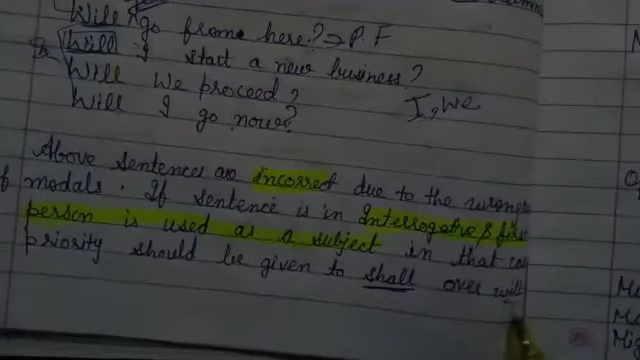 Will I go from here? ⇒ P.F
Will I start a new business?
Will We proceed?
Will I go now?
I, we
Above sentences are incorrect due to the wrong
of modals. If sentence is in Interrogative & first
person is used as a subject in that
priority should be given to shall over will